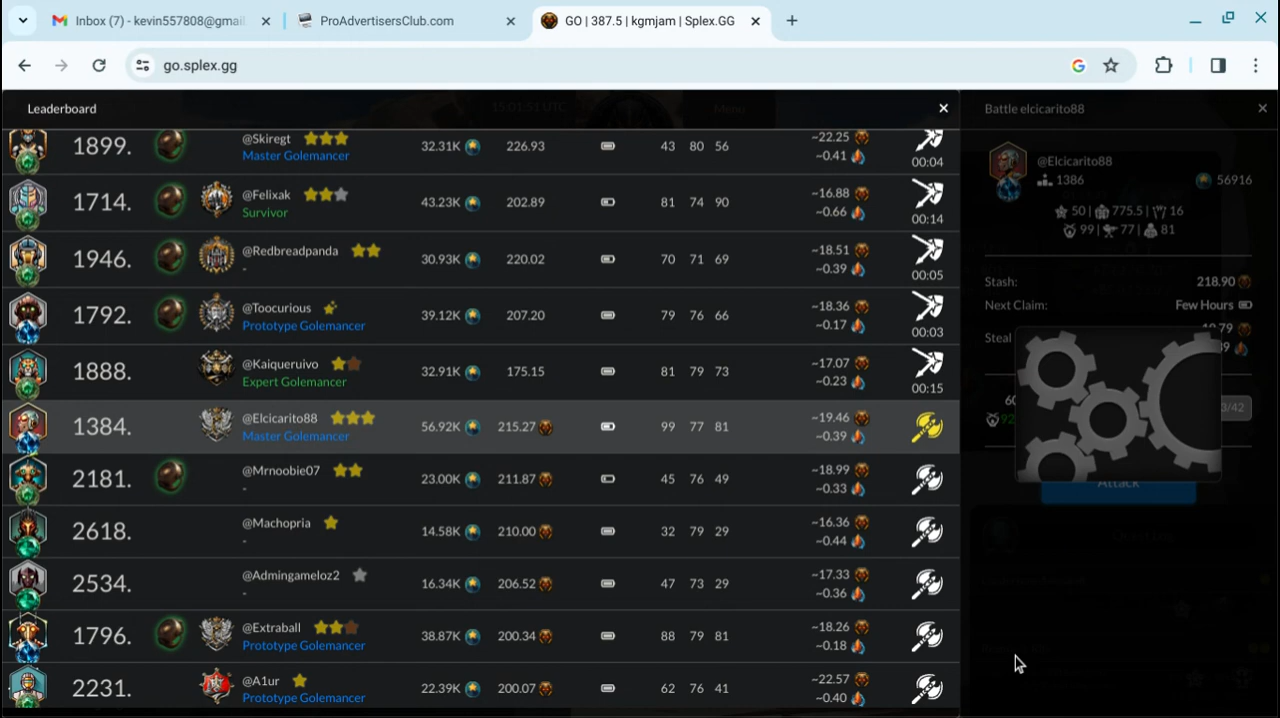 Inbox (7) - kevin557808@gmai
ProAdvertisersClub.com
GO | 387.5 | kgmjam | Splex.GG
go.splex.gg
Leaderboard
15:01:51 UTC
Battle elcicarito88
1899. @Skiregt 32.31K 226.93 43 80 56 ~22.25
Master Golemancer ~0.41 00:04
1714. @Felixak 43.23K 202.89 81 74 90 ~16.88
Survivor ~0.66 00:14
1946. @Redbreadpanda 30.93K 220.02 70 71 69 ~18.51
- ~0.39 00:05
1792. @Toocurious 39.12K 207.20 79 76 66 ~18.36
Prototype Golemancer ~0.17 00:03
1888. @Kaiqueruivo 32.91K 175.15 81 79 73 ~17.07
Expert Golemancer ~0.23 00:15
1384. @Elcicarito88 56.92K 215.27 99 77 81 ~19.46
Master Golemancer ~0.39
2181. @Mrnoobie07 23.00K 211.87 45 76 49 ~18.99
- ~0.33
2618. @Machopria 14.58K 210.00 32 79 29 ~16.36
- ~0.44
2534. @Admingameloz2 16.34K 206.52 47 73 29 ~17.33
- ~0.36
1796. @Extraball 38.87K 200.34 88 79 81 ~18.26
Prototype Golemancer ~0.18
2231. @A1ur 22.39K 200.07 62 76 41 ~22.57
Prototype Golemancer ~0.40
@Elcicarito88
1386 56916
50 | 775.5 | 16
99 | 77 | 81
Stash: 218.90
Next Claim: Few Hours
Steal
3/42
Attack